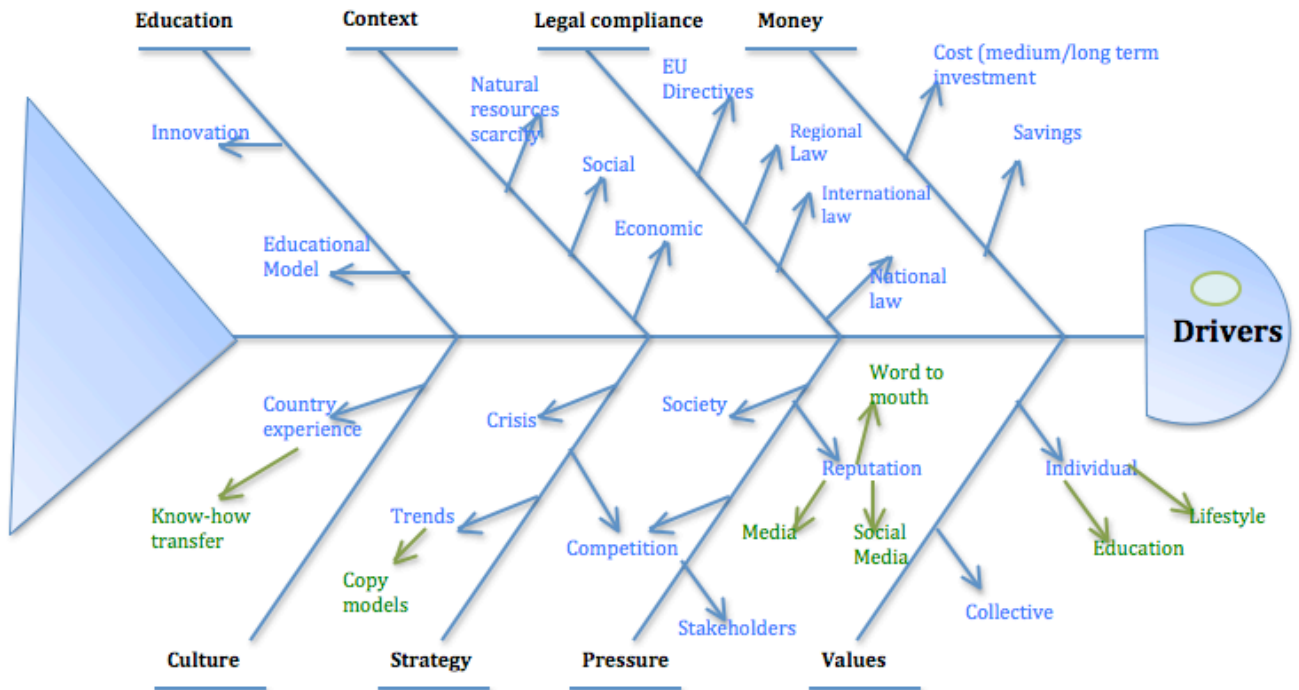 Education
Context
Legal compliance
Money
Innovation
Educational
Model
Natural
resources
scarcity
Social
Economic
EU
Directives
Regional
Law
International
law
National
law
Cost (medium/long term
investment
Savings
Drivers
Country
experience
Know-how
transfer
Crisis
Trends
Copy
models
Competition
Society
Word to
mouth
Reputation
Media
Social
Media
Stakeholders
Individual
Lifestyle
Education
Collective
Culture
Strategy
Pressure
Values